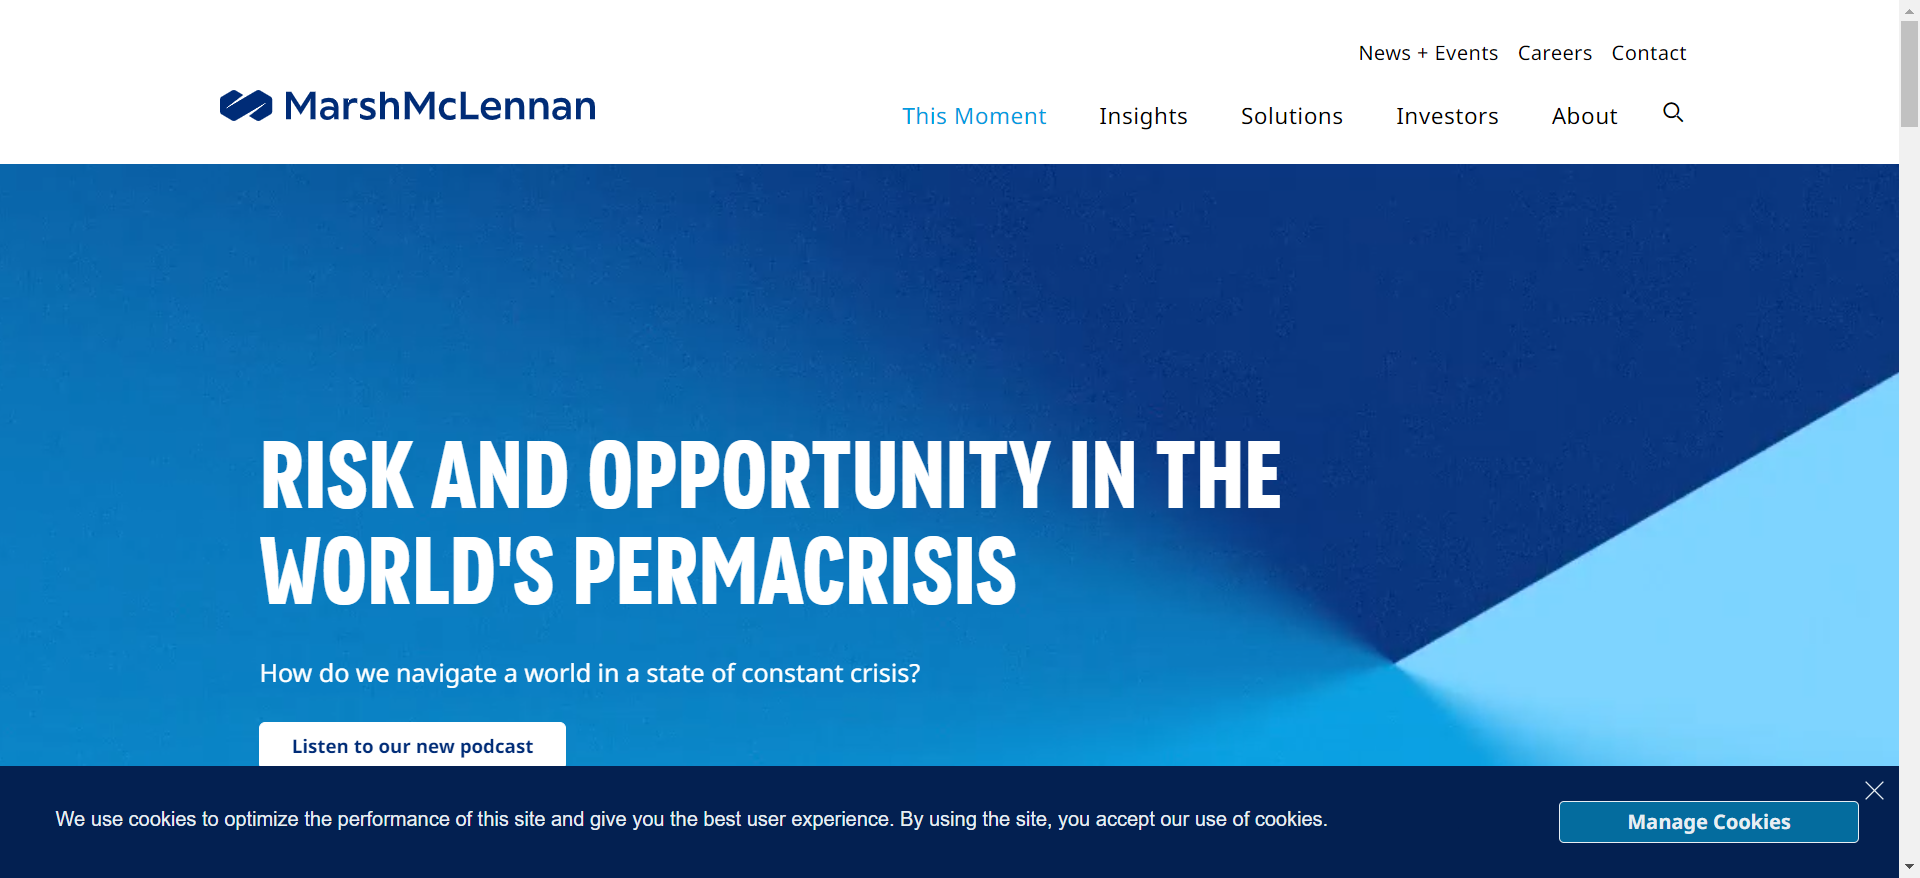 News + Events Careers Contact
MarshMcLennan
This Moment Insights Solutions Investors About
RISK AND OPPORTUNITY IN THE
WORLD'S PERMACRISIS
How do we navigate a world in a state of constant crisis?
Listen to our new podcast
We use cookies to optimize the performance of this site and give you the best user experience. By using the site, you accept our use of cookies.
Manage Cookies